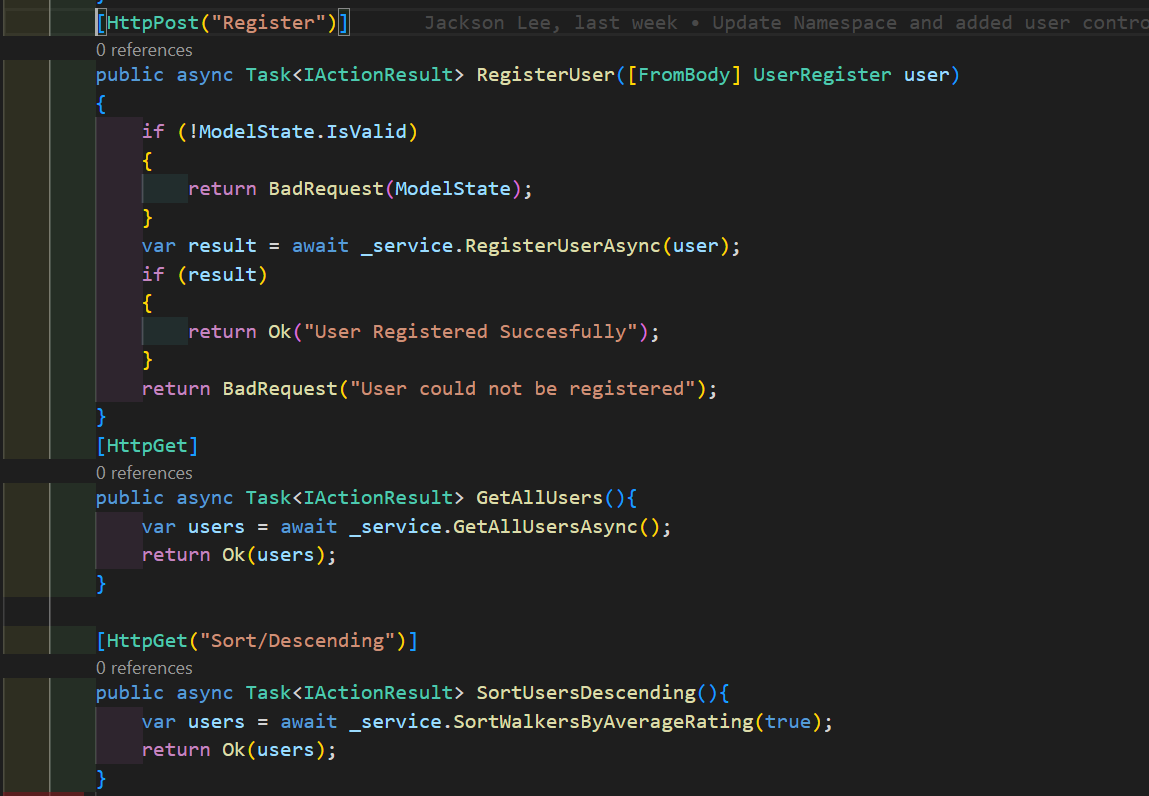 [HttpPost("Register")] Jackson Lee, last week • Update Namespace and added user contro
0 references
public async Task<IActionResult> RegisterUser([FromBody] UserRegister user)
{
if (!ModelState.IsValid)
{
return BadRequest(ModelState);
}
var result = await _service.RegisterUserAsync(user);
if (result)
{
return Ok("User Registered Succesfully");
}
return BadRequest("User could not be registered");
}
[HttpGet]
0 references
public async Task<IActionResult> GetAllUsers(){
var users = await _service.GetAllUsersAsync();
return Ok(users);
}
[HttpGet("Sort/Descending")]
0 references
public async Task<IActionResult> SortUsersDescending(){
var users = await _service.SortWalkersByAverageRating(true);
return Ok(users);
}